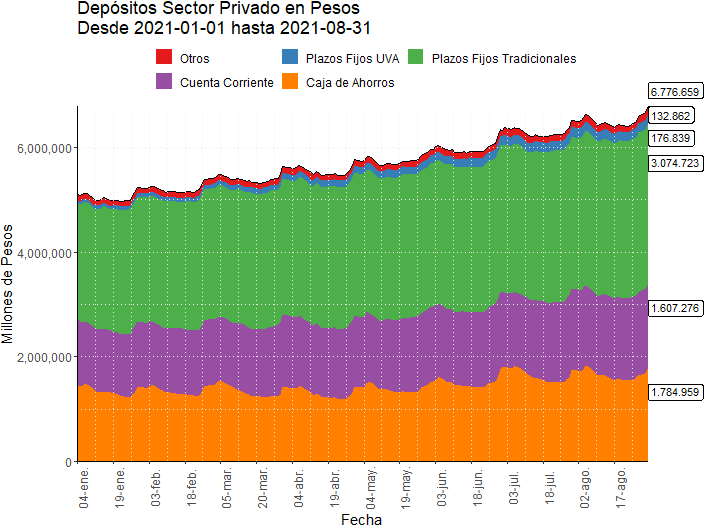 Depósitos Sector Privado en Pesos
Desde 2021-01-01 hasta 2021-08-31
Otros
Plazos Fijos UVA
Plazos Fijos Tradicionales
Cuenta Corriente
Caja de Ahorros
6.776.659
132.862
176.839
3.074.723
1.607.276
1.784.959
6,000,000
4,000,000
2,000,000
0
Millones de Pesos
04-ene.
19-ene.
03-feb.
18-feb.
05-mar.
20-mar.
04-abr.
19-abr.
04-may.
19-may.
03-jun.
18-jun.
03-jul.
18-jul.
02-ago.
17-ago.
Fecha